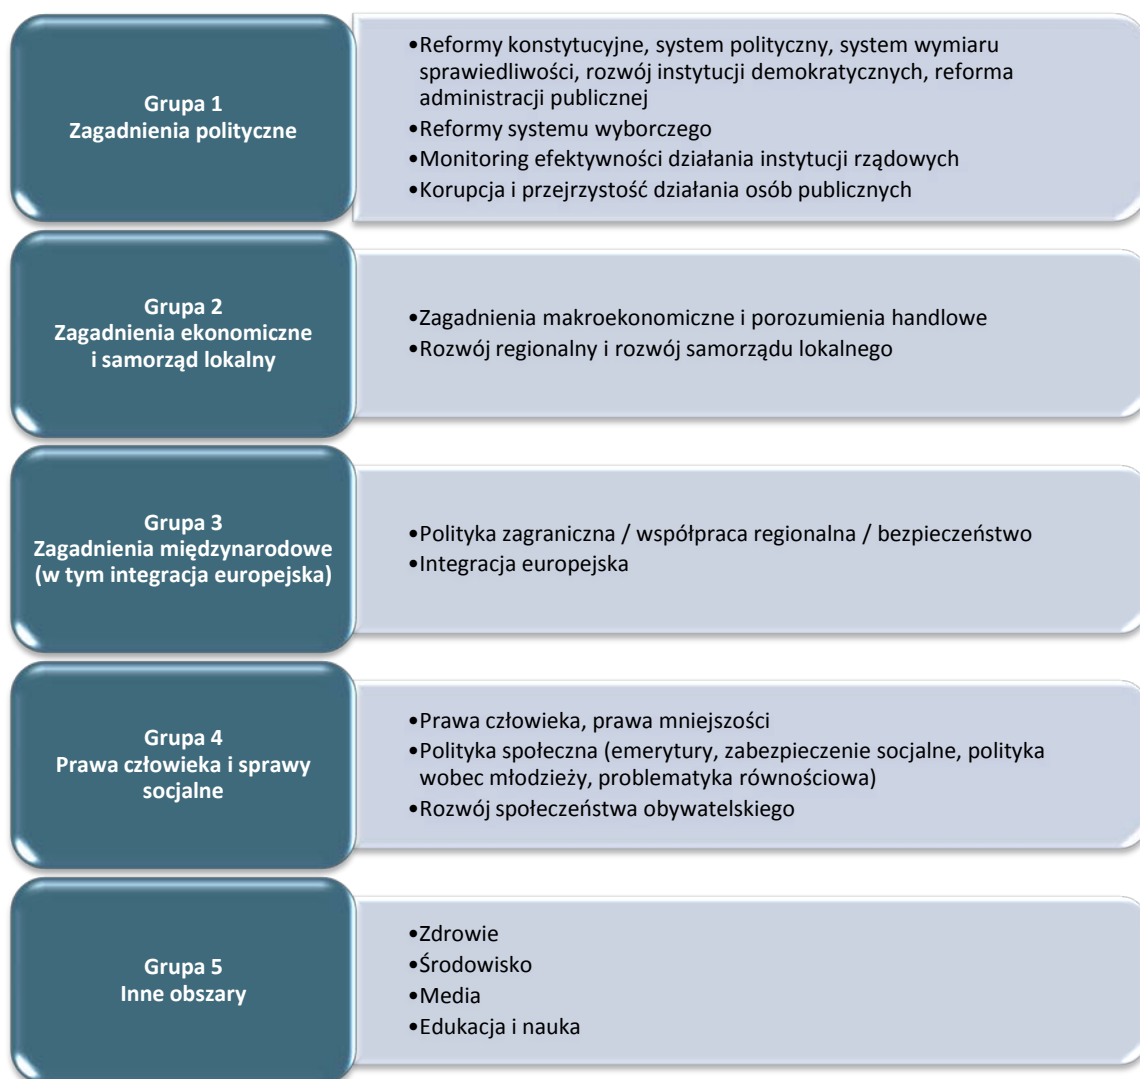 Grupa 1
Zagadnienia polityczne
•Reformy konstytucyjne, system polityczny, system wymiaru
sprawiedliwości, rozwój instytucji demokratycznych, reforma
administracji publicznej
•Reformy systemu wyborczego
•Monitoring efektywności działania instytucji rządowych
•Korupcja i przejrzystość działania osób publicznych
Grupa 2
Zagadnienia ekonomiczne
i samorząd lokalny
•Zagadnienia makroekonomiczne i porozumienia handlowe
•Rozwój regionalny i rozwój samorządu lokalnego
Grupa 3
Zagadnienia międzynarodowe
(w tym integracja europejska)
•Polityka zagraniczna / współpraca regionalna / bezpieczeństwo
•Integracja europejska
Grupa 4
Prawa człowieka i sprawy
socjalne
•Prawa człowieka, prawa mniejszości
•Polityka społeczna (emerytury, zabezpieczenie socjalne, polityka
wobec młodzieży, problematyka równościowa)
•Rozwój społeczeństwa obywatelskiego
Grupa 5
Inne obszary
•Zdrowie
•Środowisko
•Media
•Edukacja i nauka